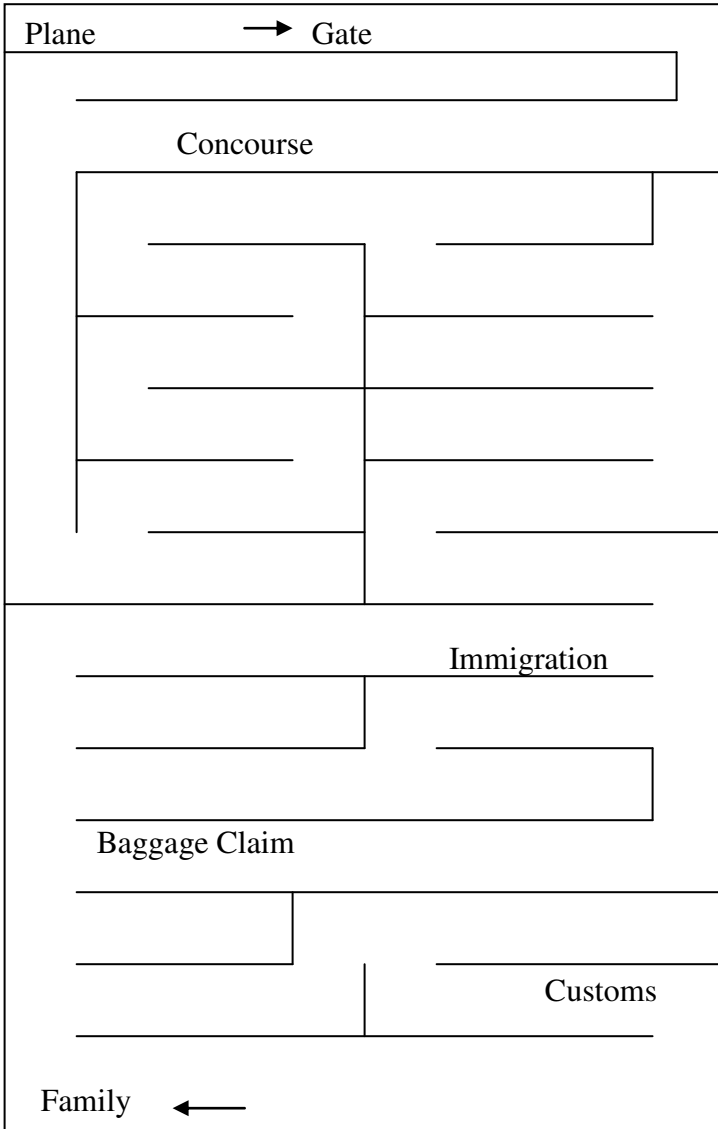 Plane Gate
Concourse
Immigration
Baggage Claim
Customs
Family